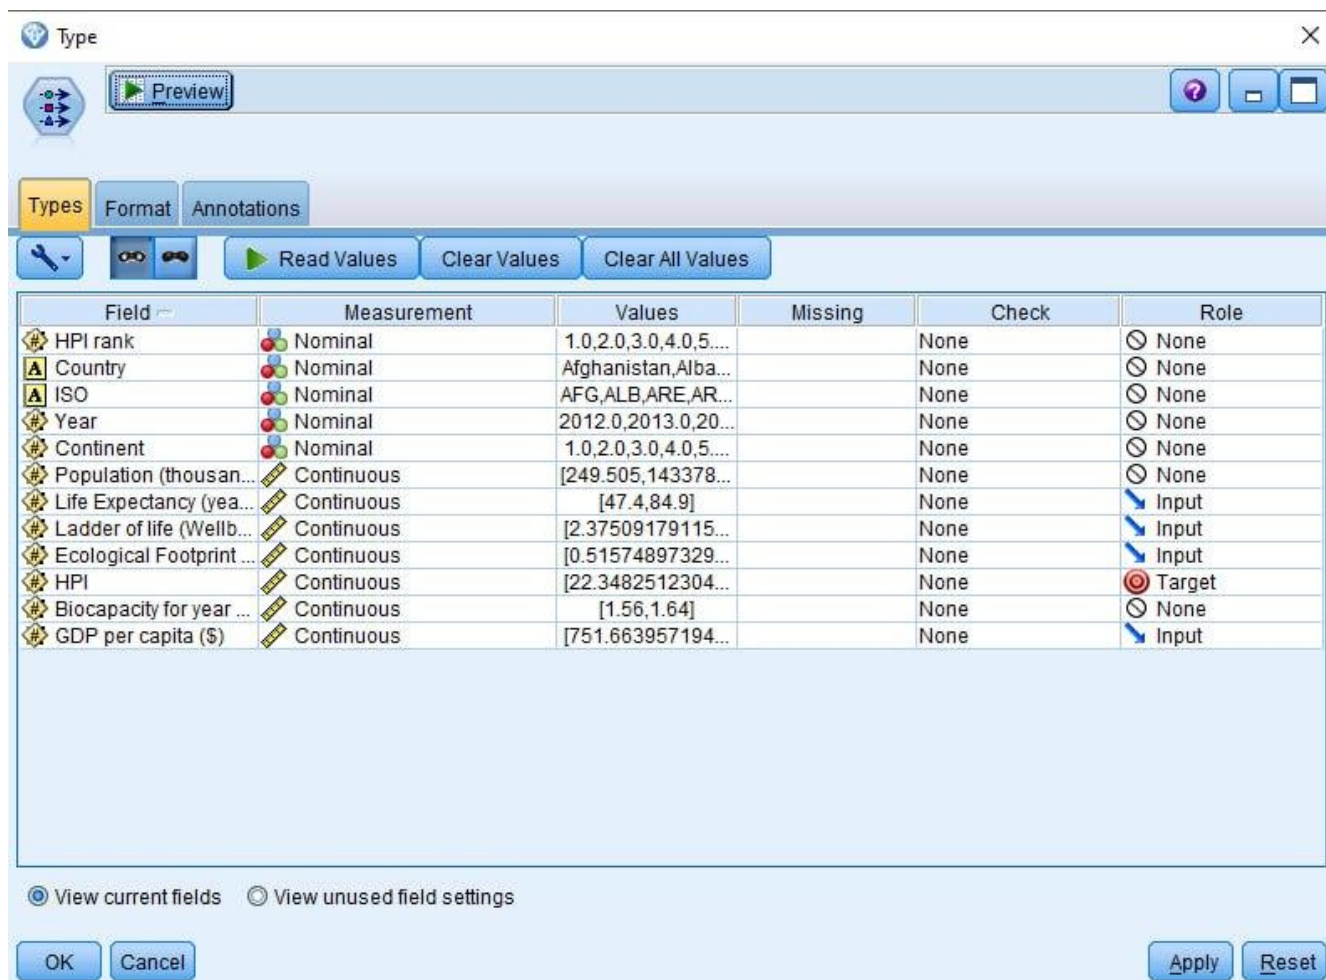 Type
Preview
Types Format Annotations
Read Values Clear Values Clear All Values
Field Measurement Values Missing Check Role
HPI rank Nominal 1.0,2.0,3.0,4.0,5.... None None
A Country Nominal Afghanistan,Alba... None None
A ISO Nominal AFG,ALB,ARE,AR... None None
Year Nominal 2012.0,2013.0,20... None None
Continent Nominal 1.0,2.0,3.0,4.0,5.... None None
Population (thousan... Continuous [249.505,143378... None None
Life Expectancy (yea... Continuous [47.4,84.9] None Input
Ladder of life (Wellb... Continuous [2.37509179115... None Input
Ecological Footprint ... Continuous [0.51574897329... None Input
HPI Continuous [22.3482512304... None Target
Biocapacity for year ... Continuous [1.56,1.64] None None
GDP per capita ($) Continuous [751.663957194... None Input
View current fields View unused field settings
OK Cancel Apply Reset